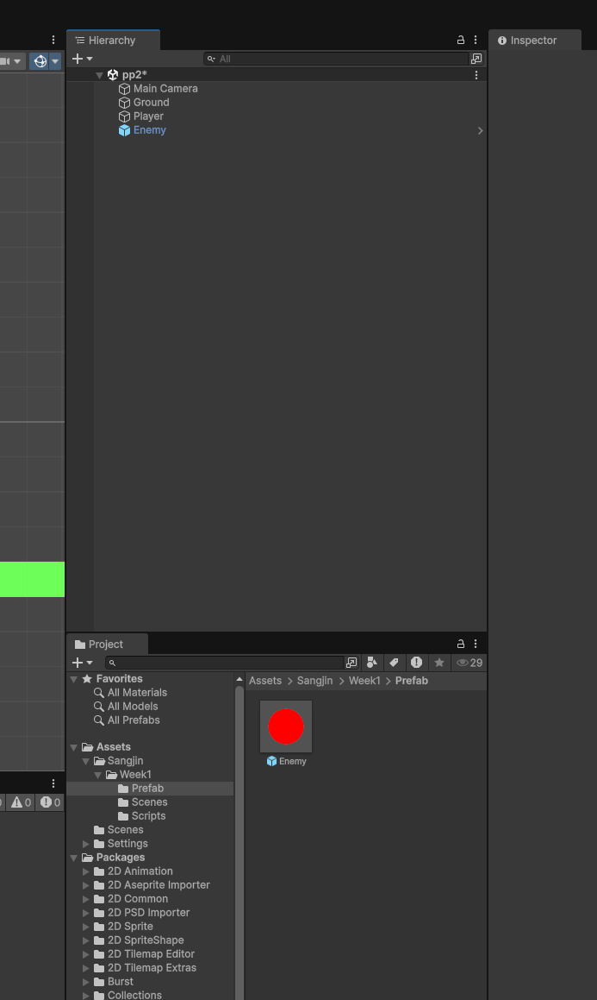 Hierarchy
Inspector
All
pp2*
Main Camera
Ground
Player
Enemy
Project
29
Favorites
All Materials
All Models
All Prefabs
Assets
Sangjin
Week1
Prefab
Scenes
Scripts
Scenes
Settings
Packages
2D Animation
2D Aseprite Importer
2D Common
2D PSD Importer
2D Sprite
2D SpriteShape
2D Tilemap Editor
2D Tilemap Extras
Burst
Collections
Assets > Sangjin > Week1 > Prefab
Enemy
0 0